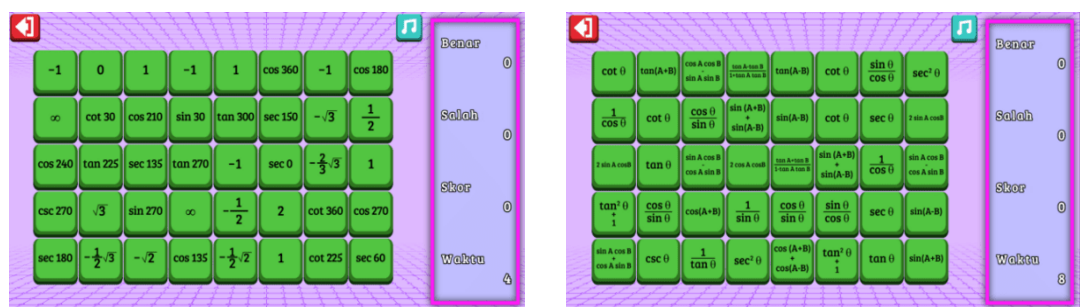 Benar
0
Salah
0
Skor
0
Waktu
4
-1 0 1 -1 1 cos 360 -1 cos 180
∞ cot 30 cos 210 sin 30 tan 300 sec 150 -√3 1/2
cos 240 tan 225 sec 135 tan 270 -1 sec 0 -2/3√3 1
csc 270 √3 sin 270 ∞ -1/2 2 cot 360 cos 270
sec 180 -1/2√3 -√2 cos 135 -1/2√2 1 cot 225 sec 60
Benar
0
Salah
0
Skor
0
Waktu
8
cot θ tan(A+B) cos A cos B - sin A sin B tan A-tan B/1+tan A tan B tan(A-B) cot θ sin θ/cos θ sec² θ
1/cos θ cot θ cos θ/sin θ sin (A+B) + sin(A-B) sin(A-B) cot θ sec θ 2 sin A cosB
2 sin A cosB tan θ sin A cos B - cos A sin B 2 cos A cosB tan A+tan B/1-tan A tan B sin (A+B) + sin(A-B) 1/cos θ sin A cos B - cos A sin B
tan² θ + 1 cos θ/sin θ cos(A+B) 1/sin θ cos θ/sin θ sin θ/cos θ sec θ sin(A-B)
sin A cos B + cos A sin B csc θ 1/tan θ sec² θ cos (A+B) + cos(A-B) tan² θ + 1 tan θ sin(A+B)